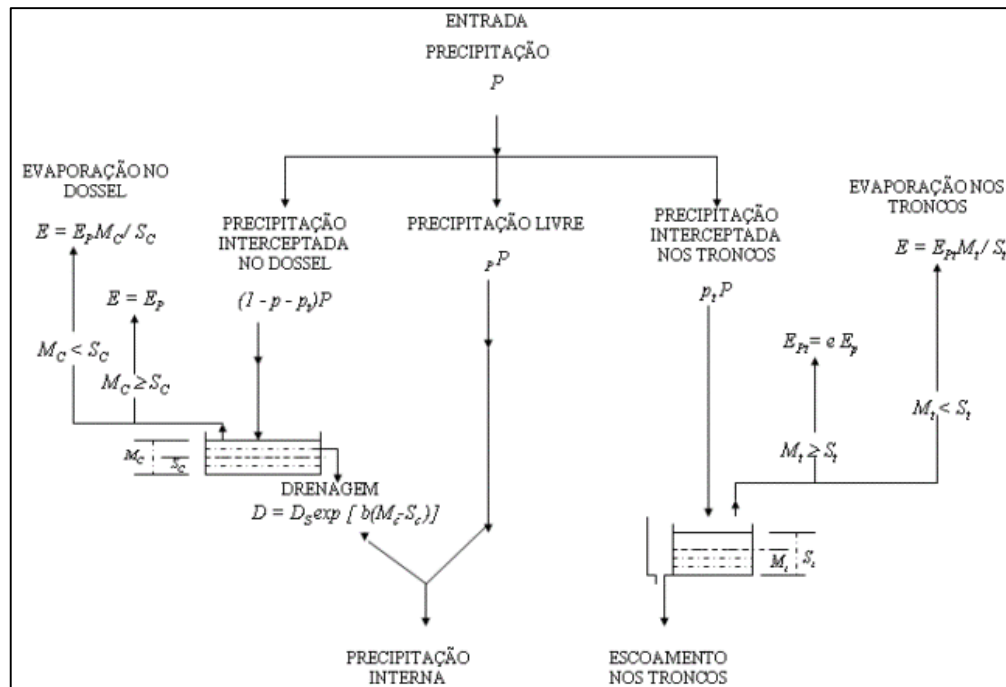 ENTRADA
PRECIPITAÇÃO
P
EVAPORAÇÃO NO
DOSSEL
E = E_P M_C / S_C
E = E_P
M_C < S_C
M_C ≥ S_C
PRECIPITAÇÃO
INTERCEPTADA
NO DOSSEL
(1 - p - p_t)P
PRECIPITAÇÃO LIVRE
P P
PRECIPITAÇÃO
INTERCEPTADA
NOS TRONCOS
p_t P
EVAPORAÇÃO NOS
TRONCOS
E = E_Pt M_t / S_t
E_Pt = e E_p
M_t < S_t
M_t ≥ S_t
M_C
S_C
DRENAGEM
D = D_S exp [ b(M_c-S_c)]
M_t
S_t
PRECIPITAÇÃO
INTERNA
ESCOAMENTO
NOS TRONCOS